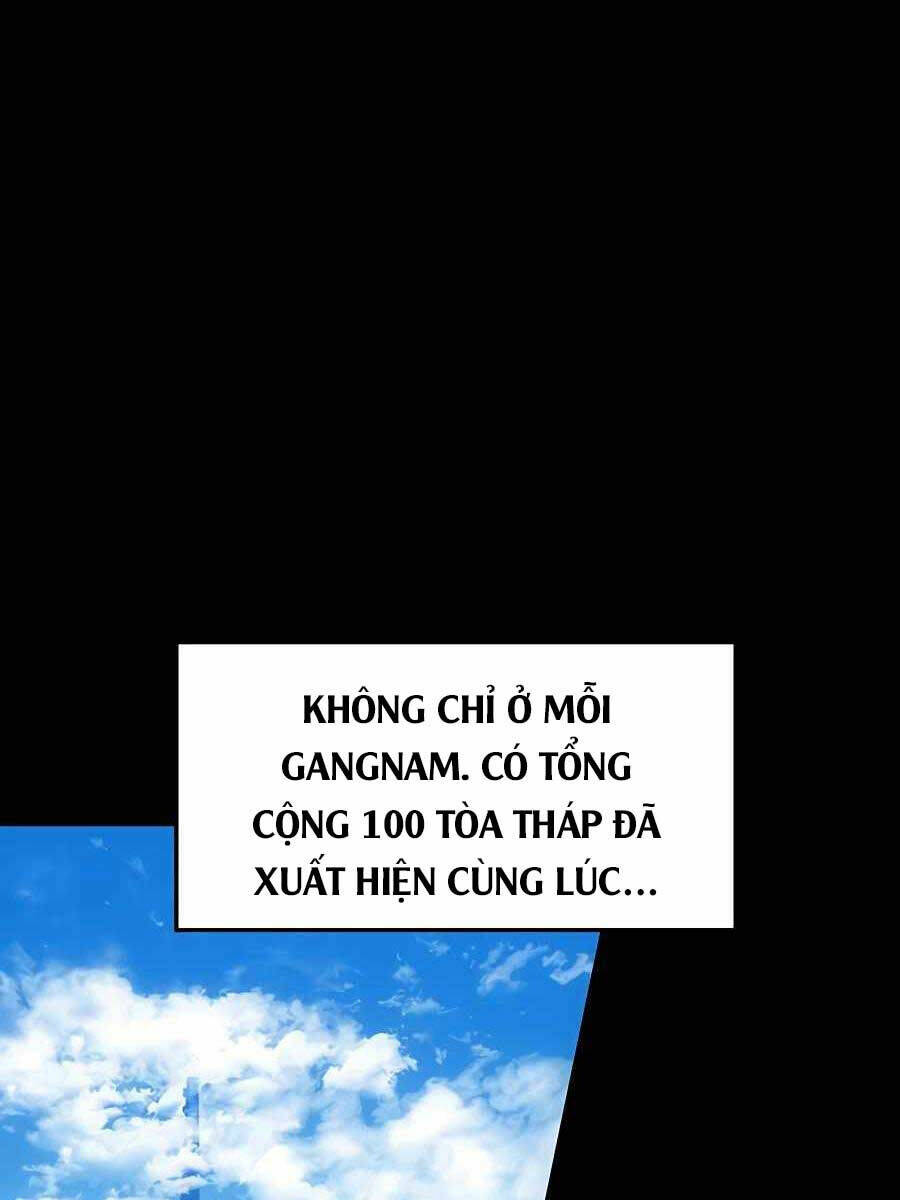 KHÔNG CHỈ Ở MỖI
GANGNAM. CÓ TỔNG
CỘNG 100 TÒA THÁP ĐÃ
XUẤT HIỆN CÙNG LÚC...